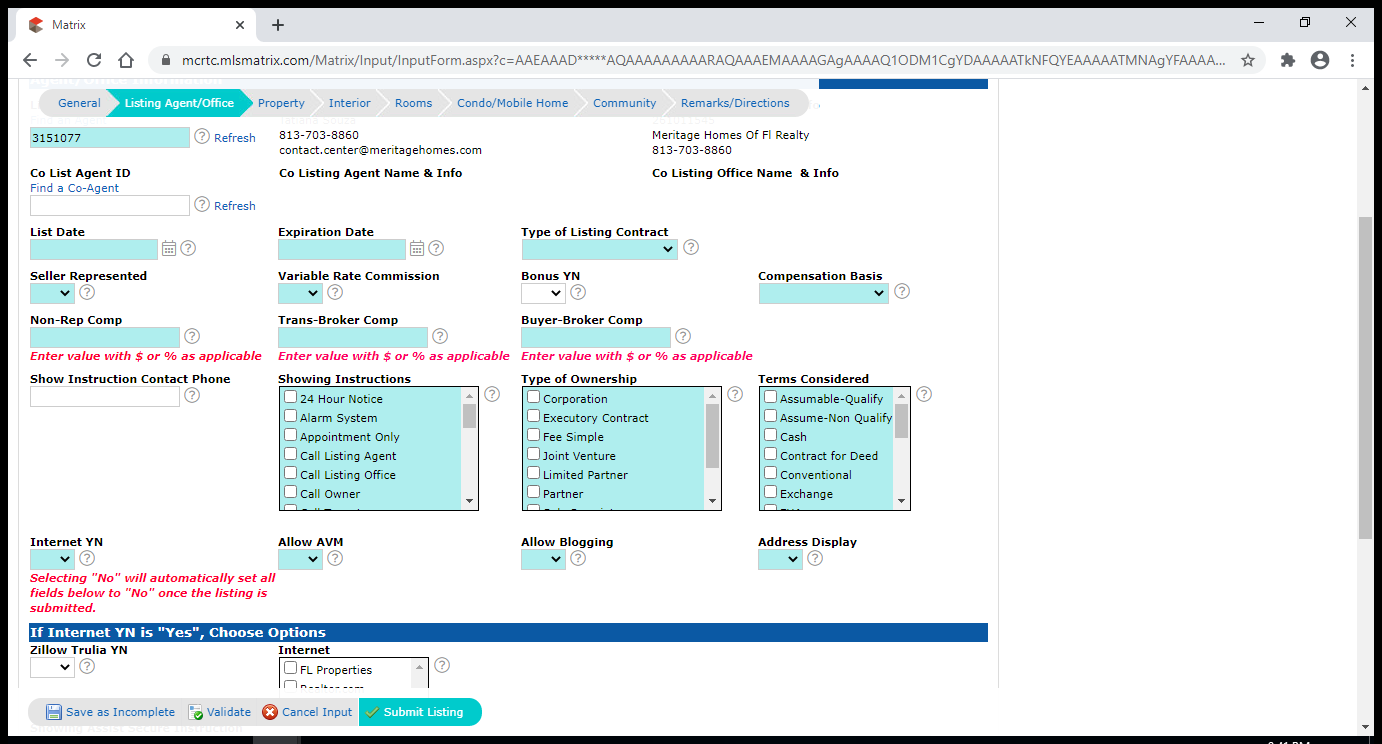 Matrix
mcrtc.mlsmatrix.com/Matrix/Input/InputForm.aspx?c=AAEAAAD*****AQAAAAAAAAARAQAAAEMAAAAGAgAAAAQ1ODM1CgYDAAAAATkNFQYEAAAAATMNAgYFAAAA...
General Listing Agent/Office Property Interior Rooms Condo/Mobile Home Community Remarks/Directions
3151077 Refresh
813-703-8860 Meritage Homes Of Fl Realty
contact.center@meritagehomes.com 813-703-8860
Co List Agent ID Co Listing Agent Name & Info Co Listing Office Name & Info
Find a Co-Agent
Refresh
List Date Expiration Date Type of Listing Contract
Seller Represented Variable Rate Commission Bonus YN Compensation Basis
Non-Rep Comp Trans-Broker Comp Buyer-Broker Comp
Enter value with $ or % as applicable Enter value with $ or % as applicable Enter value with $ or % as applicable
Show Instruction Contact Phone Showing Instructions Type of Ownership Terms Considered
24 Hour Notice Corporation Assumable-Qualify
Alarm System Executory Contract Assume-Non Qualify
Appointment Only Fee Simple Cash
Call Listing Agent Joint Venture Contract for Deed
Call Listing Office Limited Partner Conventional
Call Owner Partner Exchange
Internet YN Allow AVM Allow Blogging Address Display
Selecting "No" will automatically set all
fields below to "No" once the listing is
submitted.
If Internet YN is "Yes", Choose Options
Zillow Trulia YN Internet
FL Properties
Save as Incomplete Validate Cancel Input Submit Listing